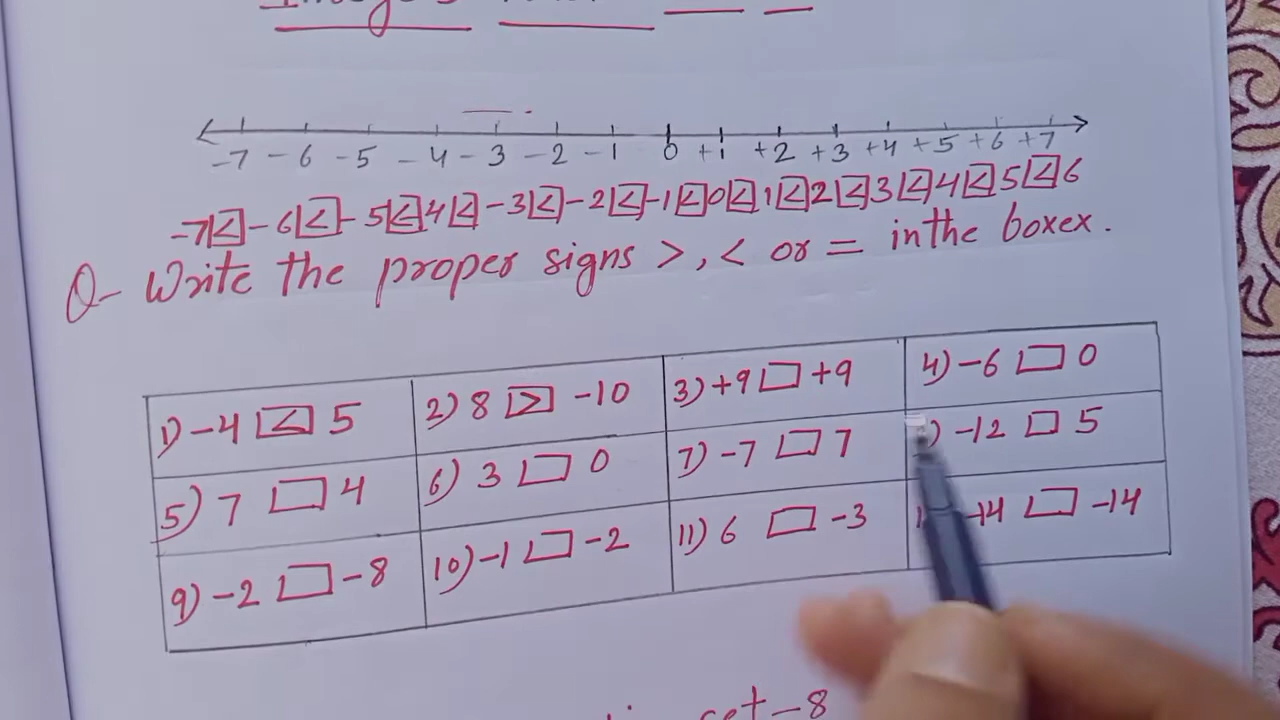 -7 -6 -5 -4 -3 -2 -1 0 +1 +2 +3 +4 +5 +6 +7
-7 < -6 < -5 < 4 < -3 < -2 < -1 < 0 < 1 < 2 < 3 < 4 < 5 < 6
Q- Write the proper signs >, < or = in the boxex.
1) -4 < 5 2) 8 > -10 3) +9 □ +9 4) -6 □ 0
5) 7 □ 4 6) 3 □ 0 7) -7 □ 7 ) -12 □ 5
9) -2 □ -8 10) -1 □ -2 11) 6 □ -3 -14 □ -14
set-8